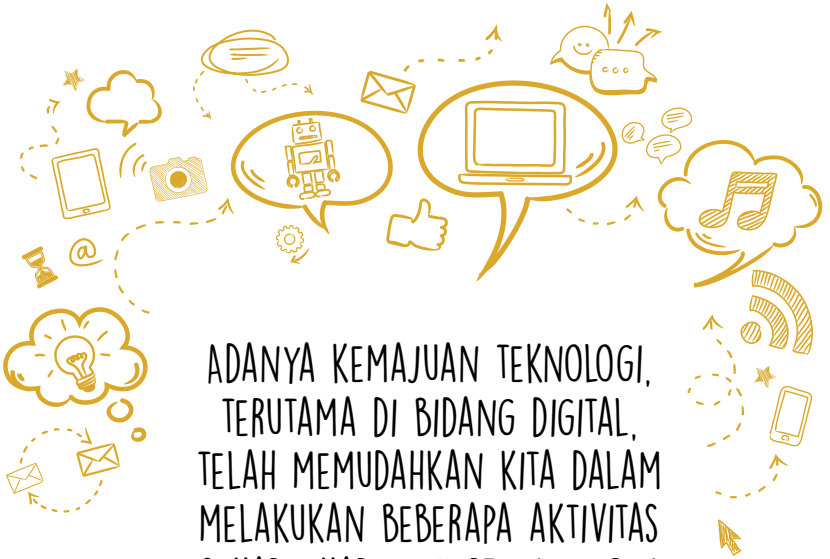 @
ADANYA KEMAJUAN TEKNOLOGI,
TERUTAMA DI BIDANG DIGITAL,
TELAH MEMUDAHKAN KITA DALAM
MELAKUKAN BEBERAPA AKTIVITAS